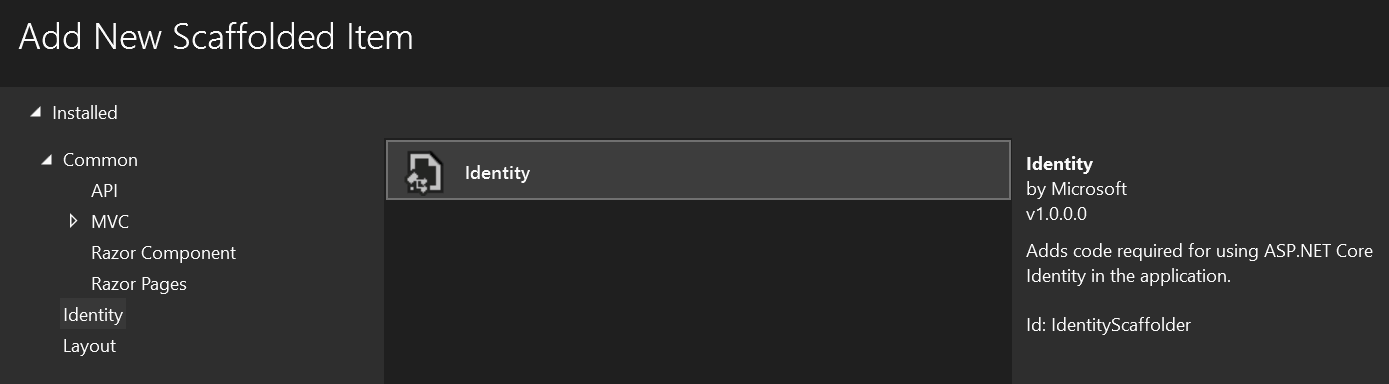 Add New Scaffolded Item
Installed
Common
API
MVC
Razor Component
Razor Pages
Identity
Layout
Identity
Identity
by Microsoft
v1.0.0.0
Adds code required for using ASP.NET Core
Identity in the application.
Id: IdentityScaffolder